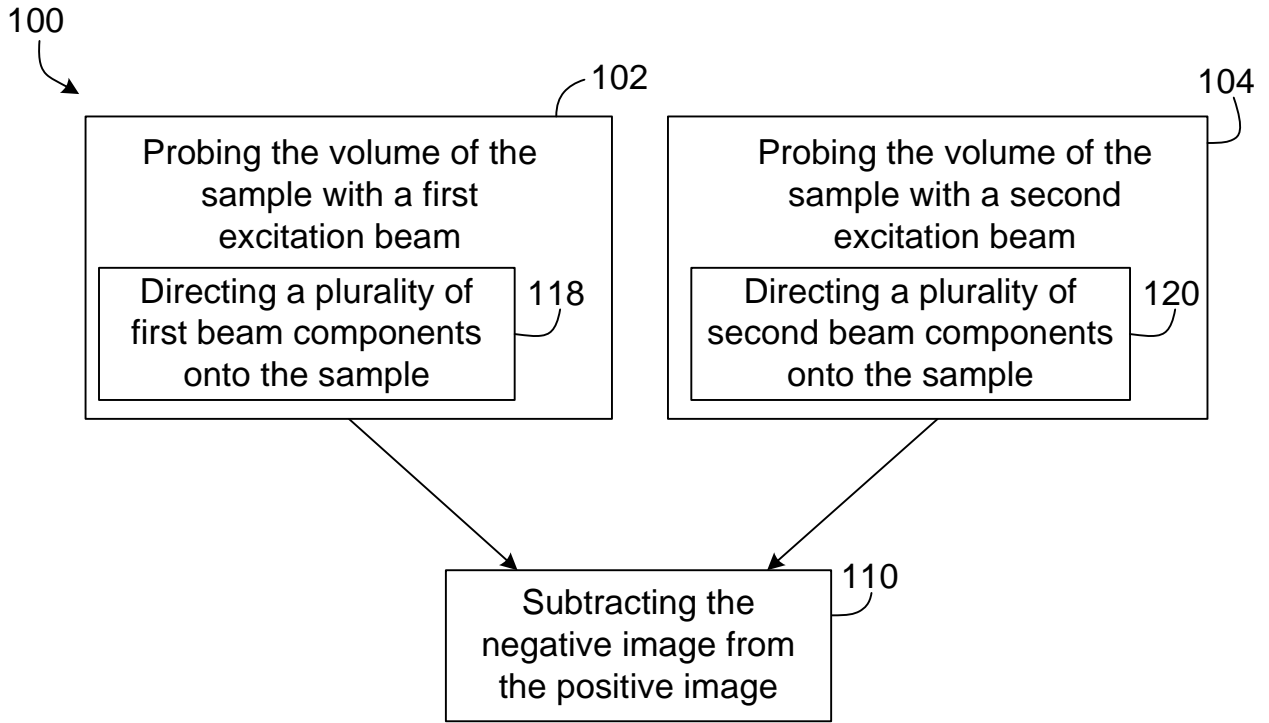 100
102
Probing the volume of the
sample with a first
excitation beam
Directing a plurality of
first beam components
onto the sample
118
104
Probing the volume of the
sample with a second
excitation beam
Directing a plurality of
second beam components
onto the sample
120
110
Subtracting the
negative image from
the positive image